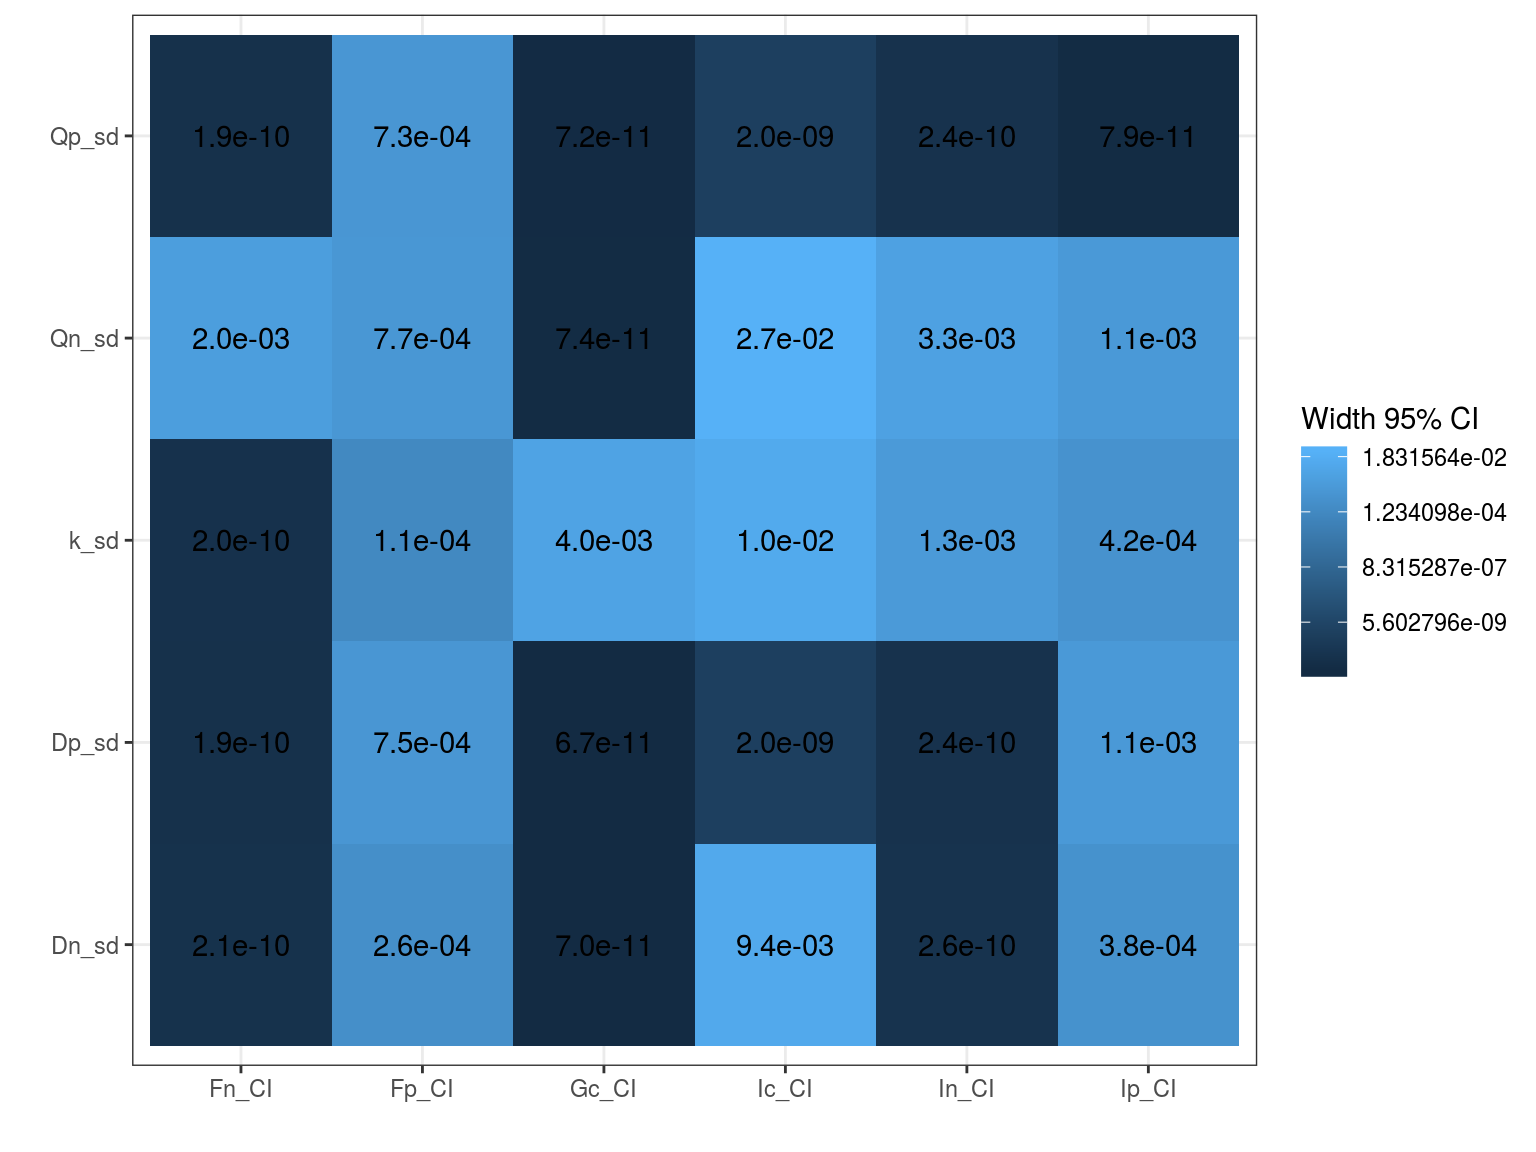 Qp_sd 1.9e-10 7.3e-04 7.2e-11 2.0e-09 2.4e-10 7.9e-11
Qn_sd 2.0e-03 7.7e-04 7.4e-11 2.7e-02 3.3e-03 1.1e-03
k_sd 2.0e-10 1.1e-04 4.0e-03 1.0e-02 1.3e-03 4.2e-04
Dp_sd 1.9e-10 7.5e-04 6.7e-11 2.0e-09 2.4e-10 1.1e-03
Dn_sd 2.1e-10 2.6e-04 7.0e-11 9.4e-03 2.6e-10 3.8e-04
Fn_CI Fp_CI Gc_CI Ic_CI In_CI Ip_CI
Width 95% CI
1.831564e-02
1.234098e-04
8.315287e-07
5.602796e-09